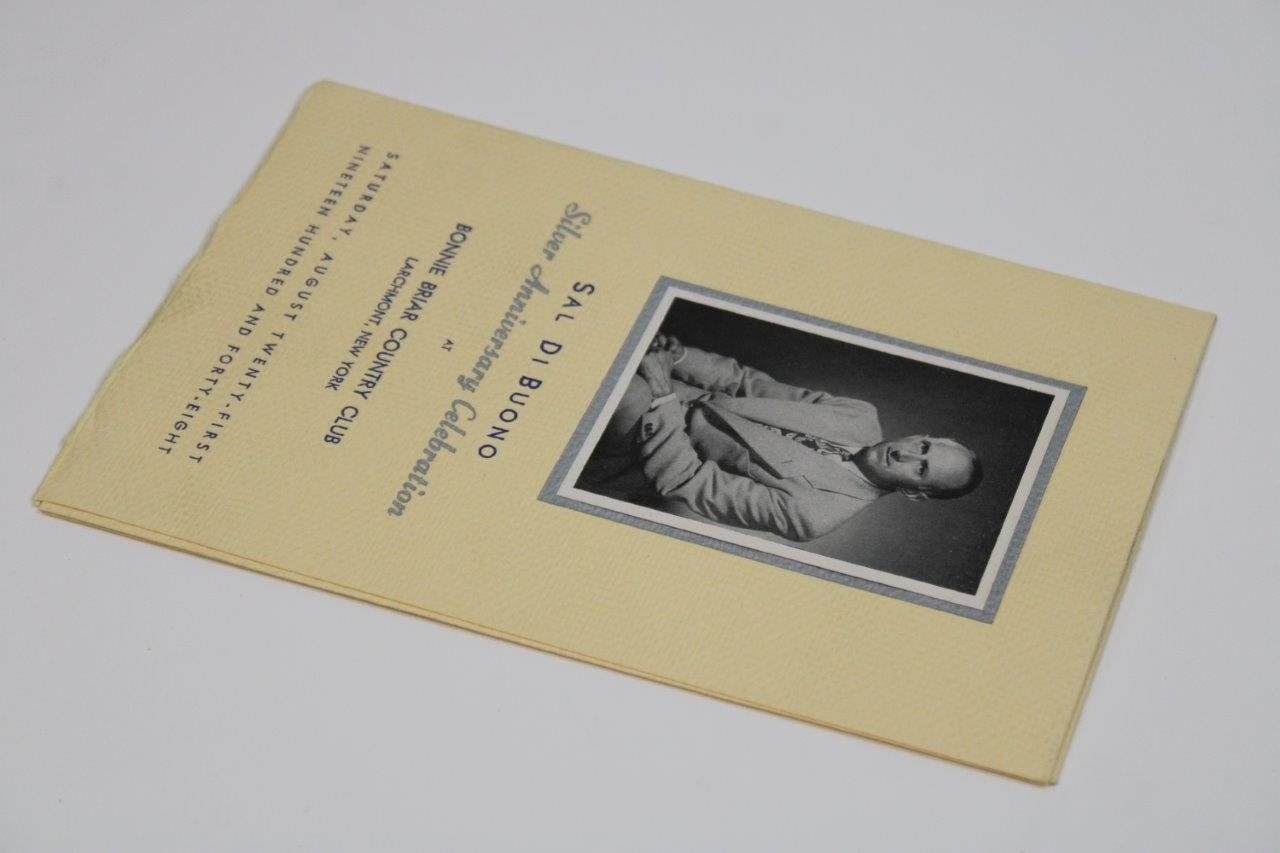 SAL DI BUONO
Silver Anniversary Celebration
AT
BONNIE BRIAR COUNTRY CLUB
LARCHMONT, NEW YORK
SATURDAY, AUGUST TWENTY-FIRST
NINETEEN HUNDRED AND FORTY-EIGHT